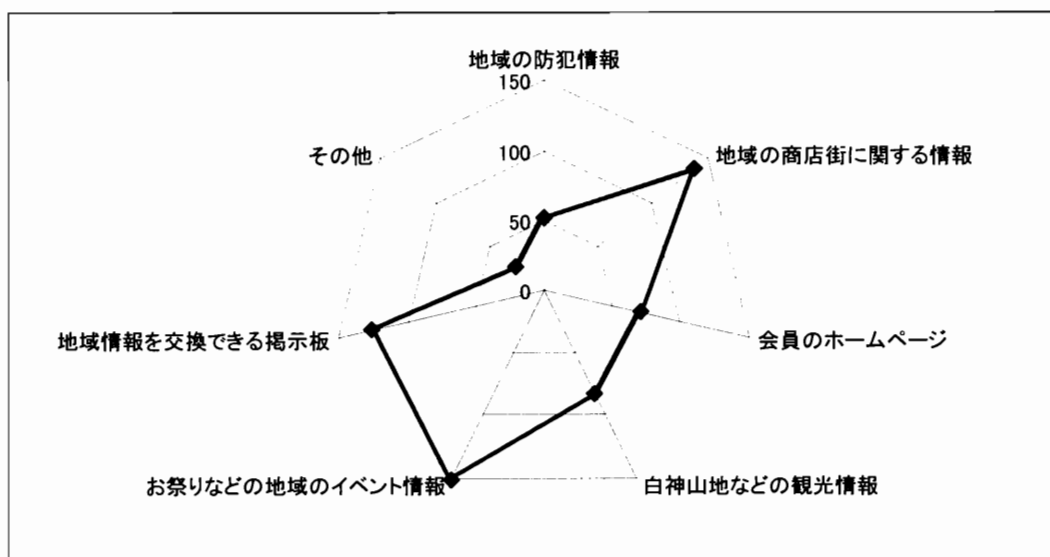 地域の防犯情報
150
その他
100
地域の商店街に関する情報
50
0
地域情報を交換できる掲示板
会員のホームページ
お祭りなどの地域のイベント情報
白神山地などの観光情報